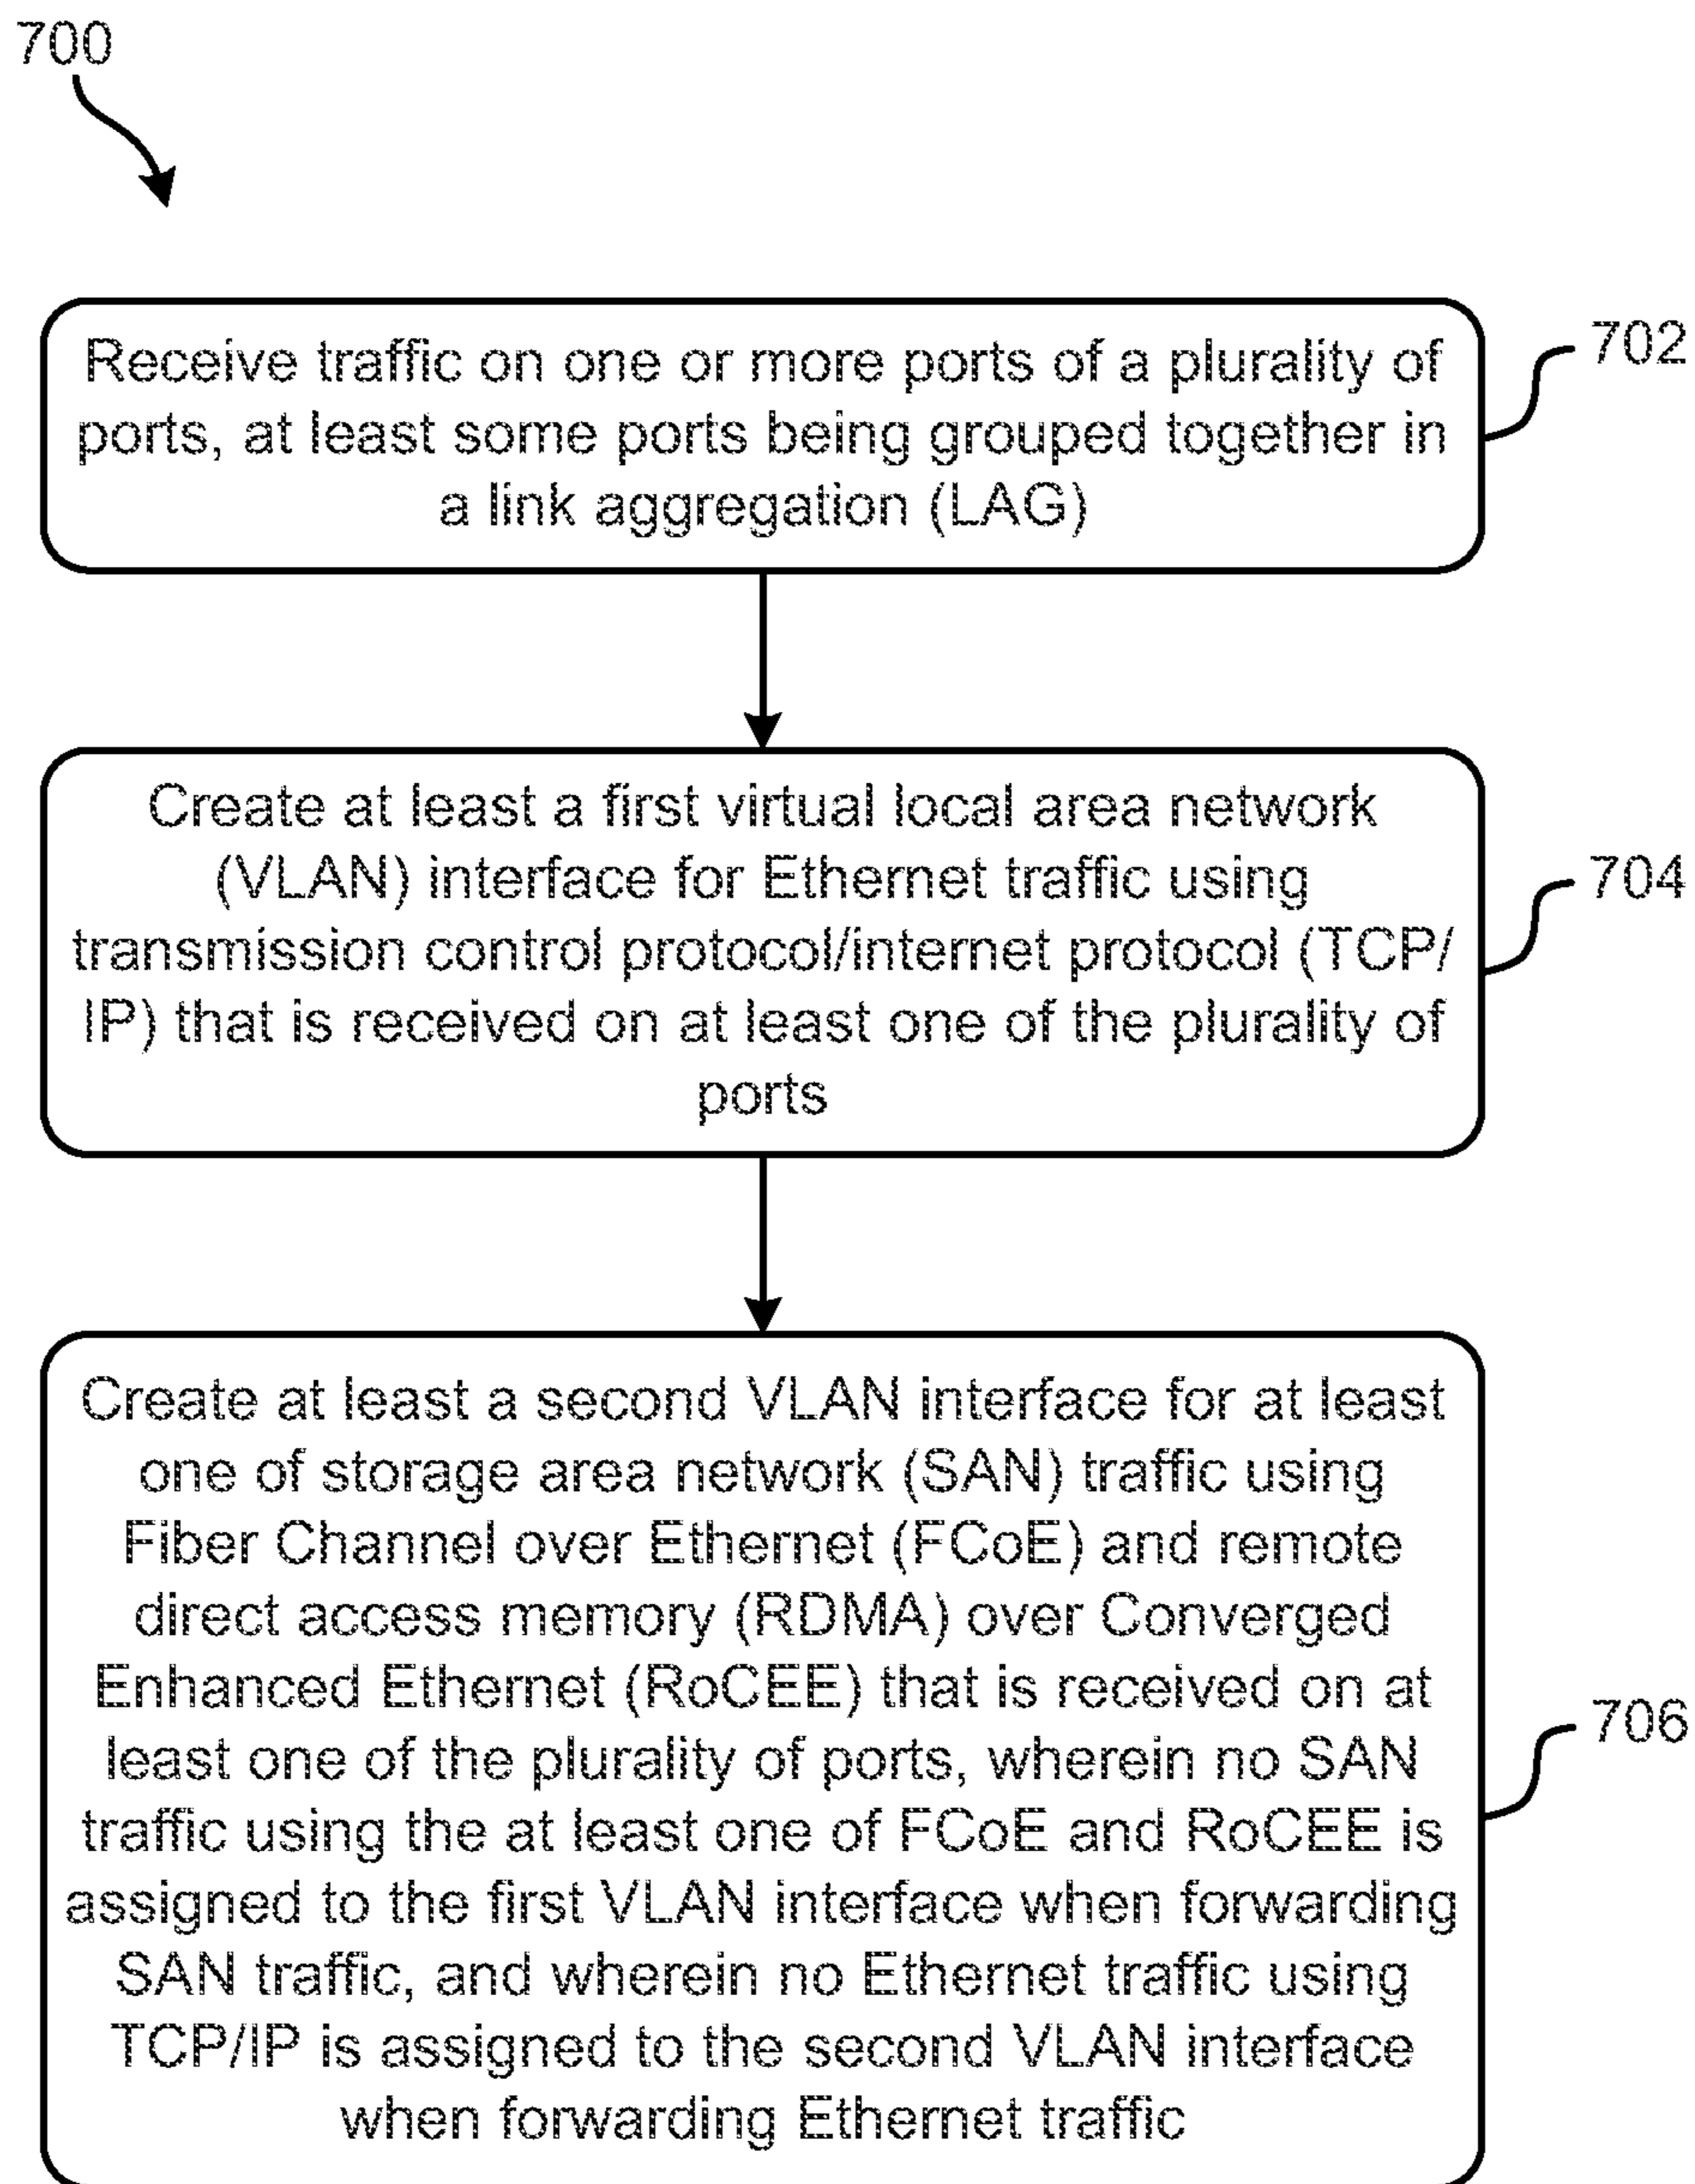 700
Receive traffic on one or more ports of a plurality of
ports, at least some ports being grouped together in
a link aggregation (LAG)
702
Create at least a first virtual local area network
(VLAN) interface for Ethernet traffic using
transmission control protocol/internet protocol (TCP/
IP) that is received on at least one of the plurality of
ports
704
Create at least a second VLAN interface for at least
one of storage area network (SAN) traffic using
Fiber Channel over Ethernet (FCoE) and remote
direct access memory (RDMA) over Converged
Enhanced Ethernet (RoCEE) that is received on at
least one of the plurality of ports, wherein no SAN
traffic using the at least one of FCoE and RoCEE is
assigned to the first VLAN interface when forwarding
SAN traffic, and wherein no Ethernet traffic using
TCP/IP is assigned to the second VLAN interface
when forwarding Ethernet traffic
706